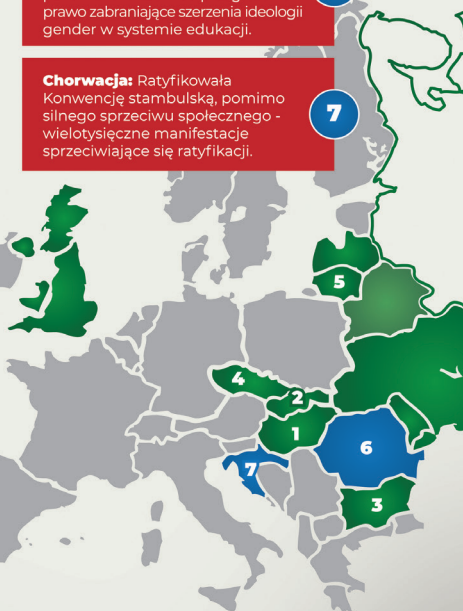 prawo zabraniające szerzenia ideologii
gender w systemie edukacji.
Chorwacja: Ratyfikowała
Konwencję stambulską, pomimo
silnego sprzeciwu społecznego -
wielotysięczne manifestacje
sprzeciwiające się ratyfikacji.
7
5
4
2
1
6
7
3